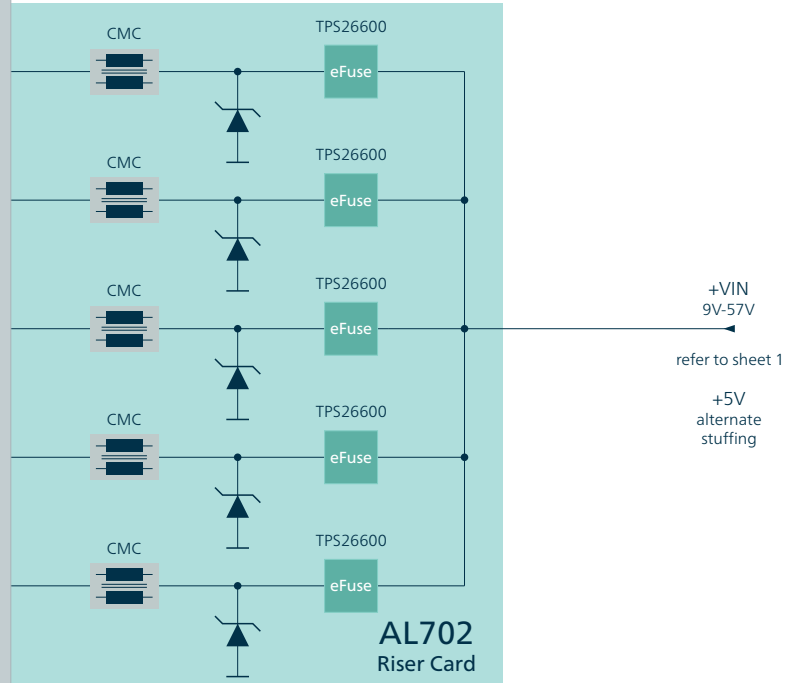 CMC
TPS26600
eFuse
CMC
TPS26600
eFuse
CMC
TPS26600
eFuse
CMC
TPS26600
eFuse
CMC
TPS26600
eFuse
AL702
Riser Card
+VIN
9V-57V
refer to sheet 1
+5V
alternate
stuffing